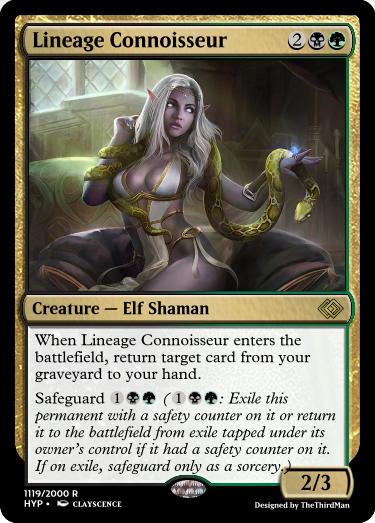 Lineage Connoisseur 2
Creature — Elf Shaman
When Lineage Connoisseur enters the
battlefield, return target card from your
graveyard to your hand.
Safeguard 1 ( 1 : Exile this
permanent with a safety counter on it or return
it to the battlefield from exile tapped under its
owner's control if it had a safety counter on it.
If on exile, safeguard only as a sorcery.)
2/3
1119/2000 R
HYP • CLAYSCENCE
Designed by TheThirdMan